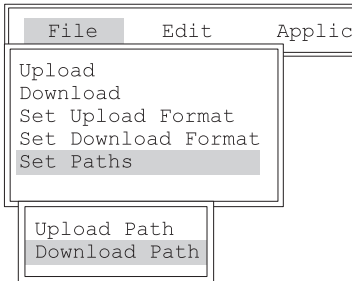 File Edit Applic
Upload
Download
Set Upload Format
Set Download Format
Set Paths
Upload Path
Download Path